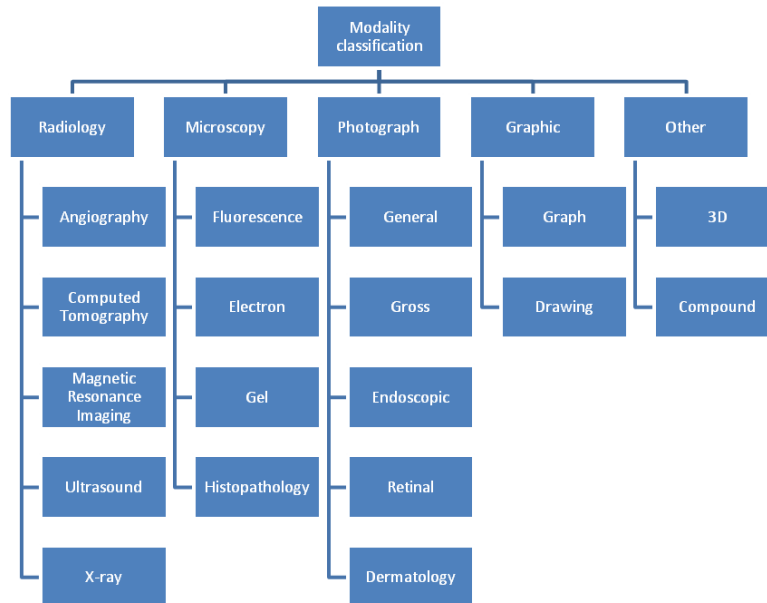 Modality
classification
Radiology
Microscopy
Photograph
Graphic
Other
Angiography
Fluorescence
General
Graph
3D
Computed
Tomography
Electron
Gross
Drawing
Compound
Magnetic
Resonance
Imaging
Gel
Endoscopic
Ultrasound
Histopathology
Retinal
X-ray
Dermatology